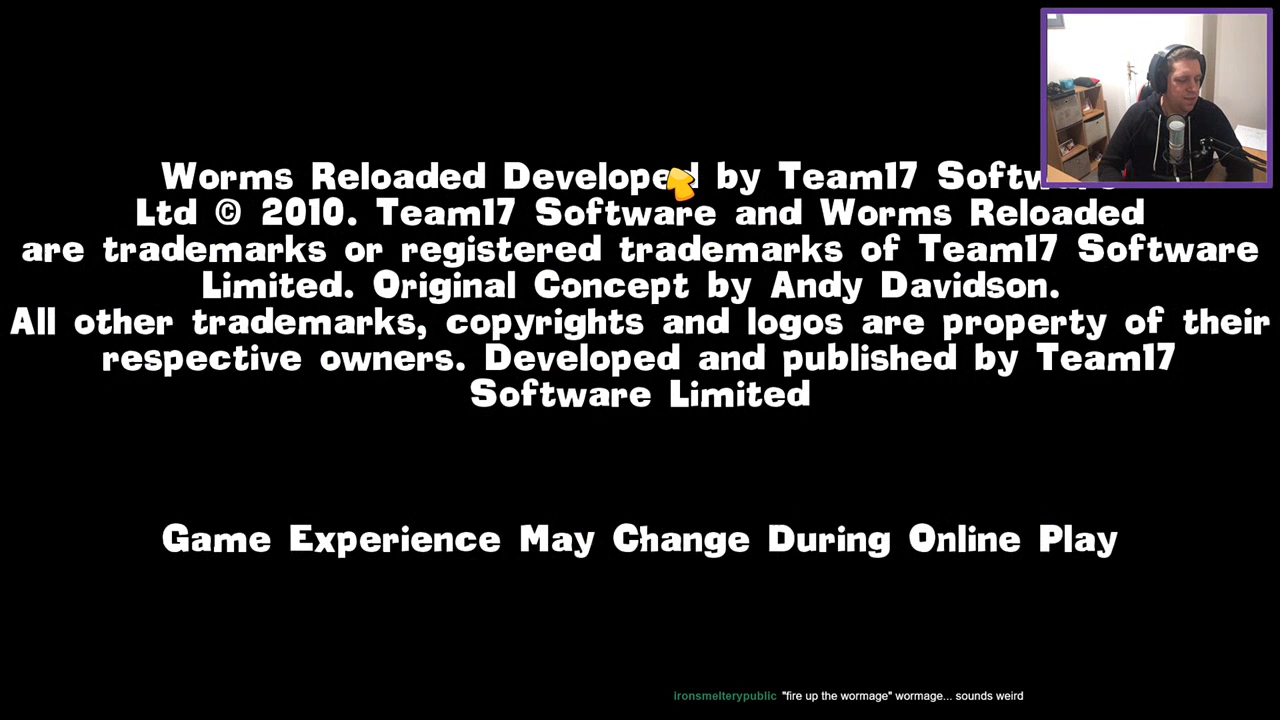 Worms Reloaded Developed by Team17 Software
Ltd © 2010. Team17 Software and Worms Reloaded
are trademarks or registered trademarks of Team17 Software
Limited. Original Concept by Andy Davidson.
All other trademarks, copyrights and logos are property of their
respective owners. Developed and published by Team17
Software Limited
Game Experience May Change During Online Play
ironsmelterypublic "fire up the wormage" wormage... sounds weird